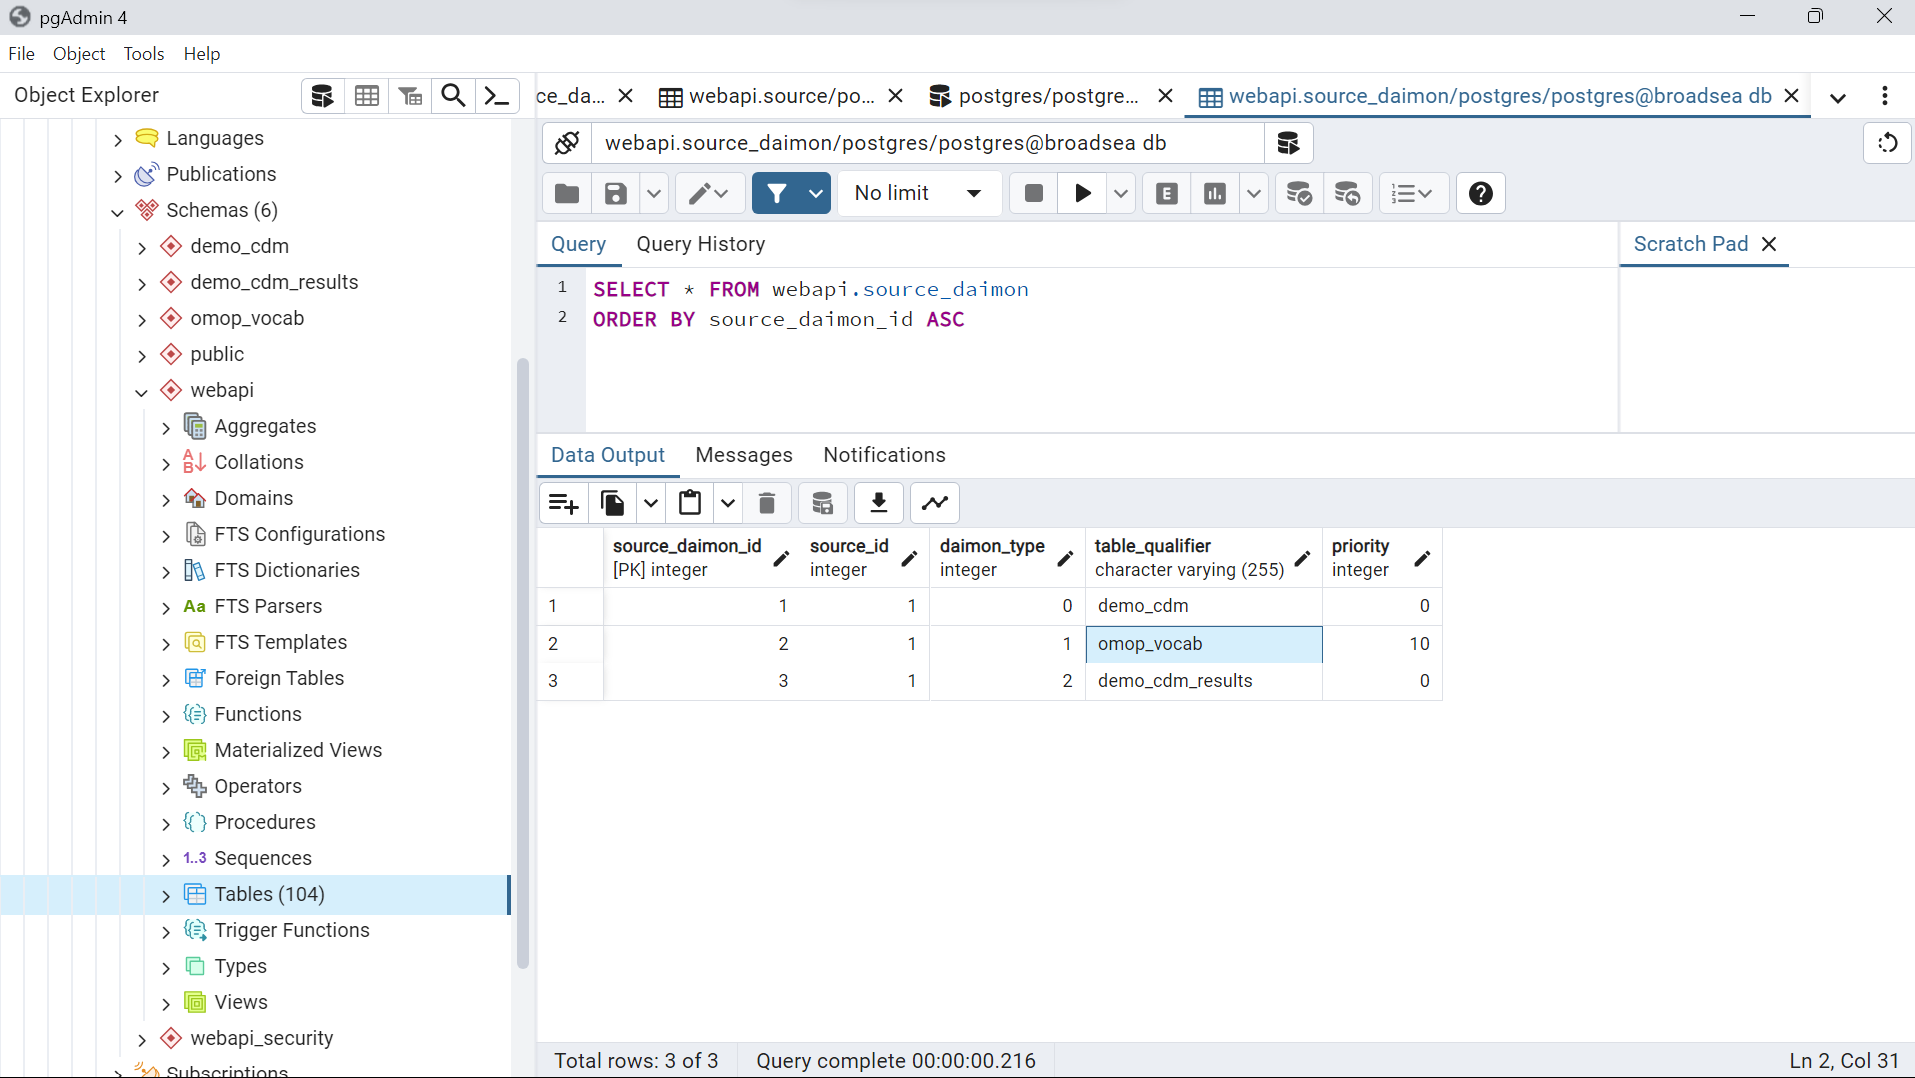 pgAdmin 4
File Object Tools Help
Object Explorer
ce_da...
webapi.source/po...
postgres/postgre...
webapi.source_daimon/postgres/postgres@broadsea db
Languages
Publications
Schemas (6)
demo_cdm
demo_cdm_results
omop_vocab
public
webapi
Aggregates
Collations
Domains
FTS Configurations
FTS Dictionaries
Aa FTS Parsers
FTS Templates
Foreign Tables
Functions
Materialized Views
Operators
Procedures
1..3 Sequences
Tables (104)
Trigger Functions
Types
Views
webapi_security
Subscriptions
webapi.source_daimon/postgres/postgres@broadsea db
No limit
E
Query Query History
Scratch Pad
1 SELECT * FROM webapi.source_daimon
2 ORDER BY source_daimon_id ASC
Data Output Messages Notifications
source_daimon_id source_id daimon_type table_qualifier priority
[PK] integer integer integer character varying (255) integer
1 1 1 0 demo_cdm 0
2 2 1 1 omop_vocab 10
3 3 1 2 demo_cdm_results 0
Total rows: 3 of 3 Query complete 00:00:00.216 Ln 2, Col 31